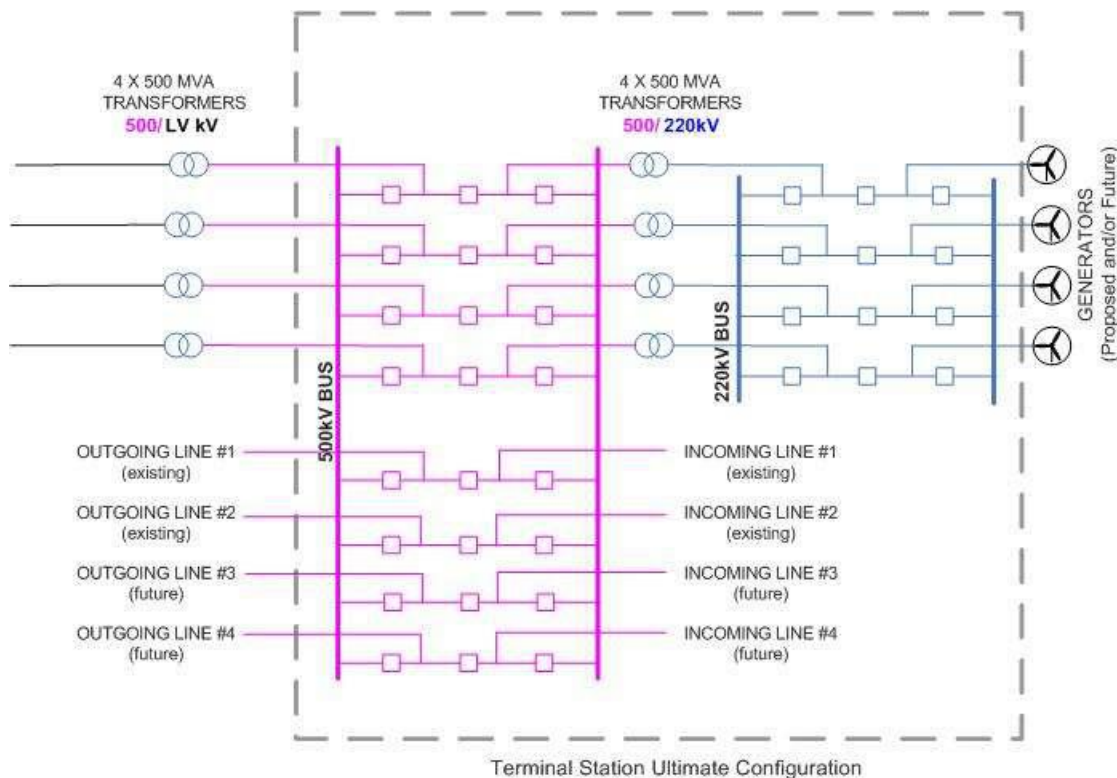 4 X 500 MVA
TRANSFORMERS
500/ LV kV
4 X 500 MVA
TRANSFORMERS
500/ 220kV
GENERATORS
(Proposed and/or Future)
500kV BUS
220kV BUS
OUTGOING LINE #1
(existing)
INCOMING LINE #1
(existing)
OUTGOING LINE #2
(existing)
INCOMING LINE #2
(existing)
OUTGOING LINE #3
(future)
INCOMING LINE #3
(future)
OUTGOING LINE #4
(future)
INCOMING LINE #4
(future)
Terminal Station Ultimate Configuration